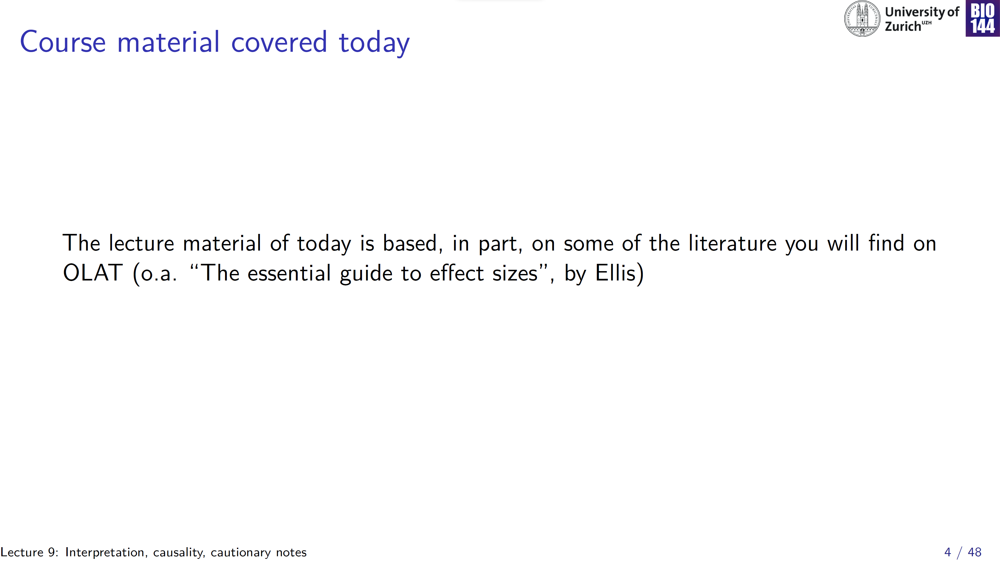 University of
Zurich UZH
BIO
144
UNIVERSITAS TURICENSIS
Course material covered today
The lecture material of today is based, in part, on some of the literature you will find on
OLAT (o.a. “The essential guide to effect sizes”, by Ellis)
Lecture 9: Interpretation, causality, cautionary notes
4 / 48